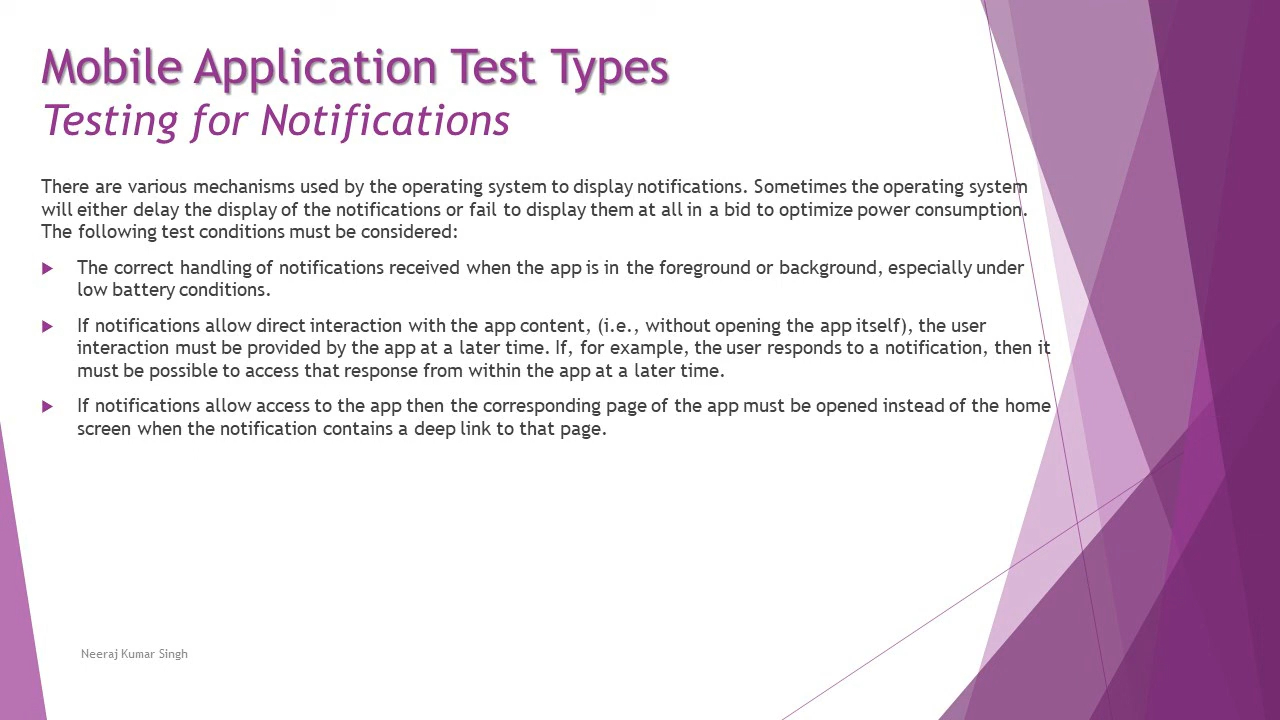 Mobile Application Test Types
Testing for Notifications
There are various mechanisms used by the operating system to display notifications. Sometimes the operating system
will either delay the display of the notifications or fail to display them at all in a bid to optimize power consumption.
The following test conditions must be considered:
The correct handling of notifications received when the app is in the foreground or background, especially under
low battery conditions.
If notifications allow direct interaction with the app content, (i.e., without opening the app itself), the user
interaction must be provided by the app at a later time. If, for example, the user responds to a notification, then it
must be possible to access that response from within the app at a later time.
If notifications allow access to the app then the corresponding page of the app must be opened instead of the home
screen when the notification contains a deep link to that page.
Neeraj Kumar Singh